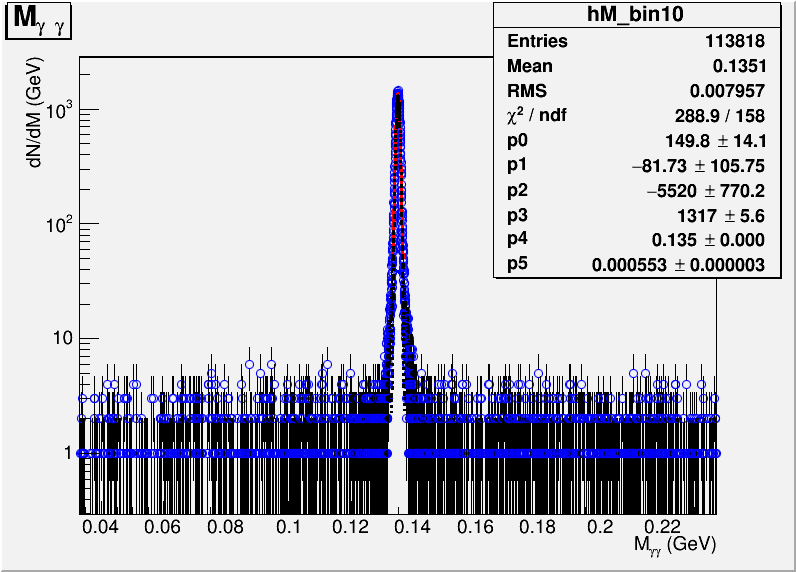 Mγ γ
hM_bin10
Entries 113818
Mean 0.1351
RMS 0.007957
χ² / ndf 288.9 / 158
p0 149.8 ± 14.1
p1 −81.73 ± 105.75
p2 −5520 ± 770.2
p3 1317 ± 5.6
p4 0.135 ± 0.000
p5 0.000553 ± 0.000003
dN/dM (GeV)
10³
10²
10
1
0.04 0.06 0.08 0.1 0.12 0.14 0.16 0.18 0.2 0.22
Mγγ (GeV)